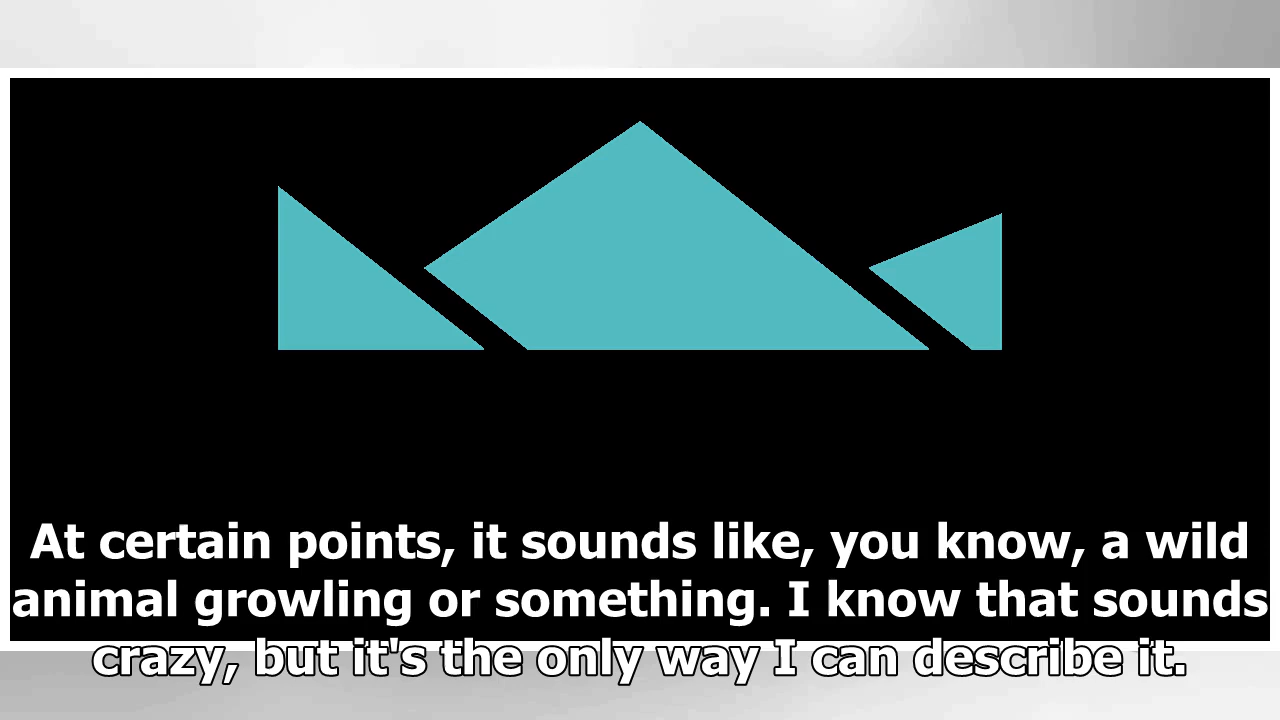 At certain points, it sounds like, you know, a wild
animal growling or something. I know that sounds
crazy, but it's the only way I can describe it.